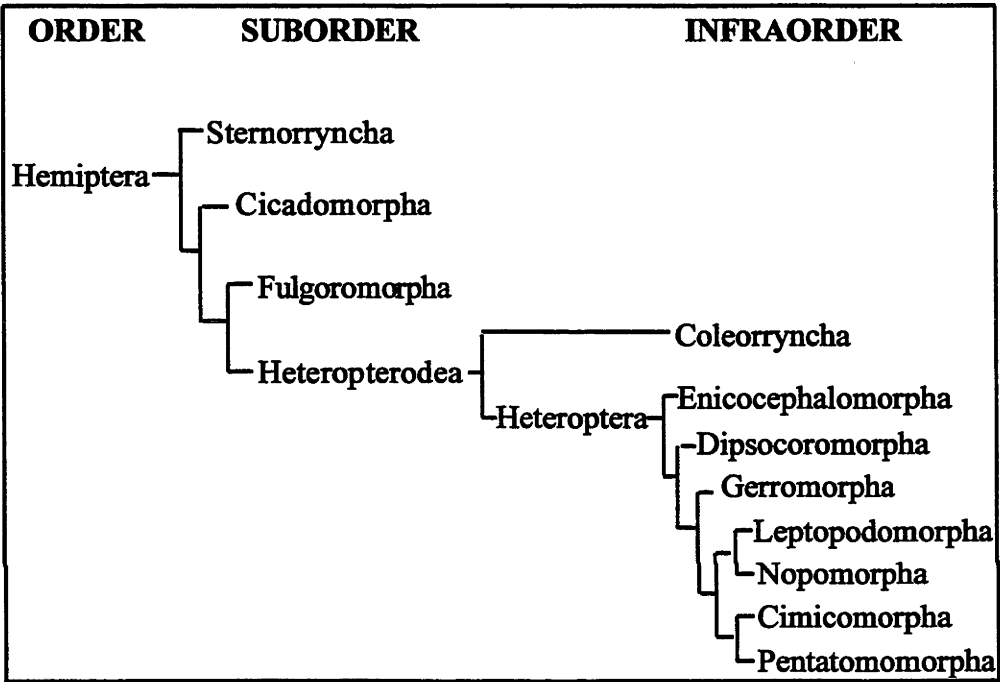 ORDER SUBORDER INFRAORDER
Sternorryncha
Hemiptera
Cicadomorpha
Fulgoromorpha
Coleorryncha
Heteropterodea
Enicocephalomorpha
Heteroptera
Dipsocoromorpha
Gerromorpha
Leptopodomorpha
Nopomorpha
Cimicomorpha
Pentatomomorpha